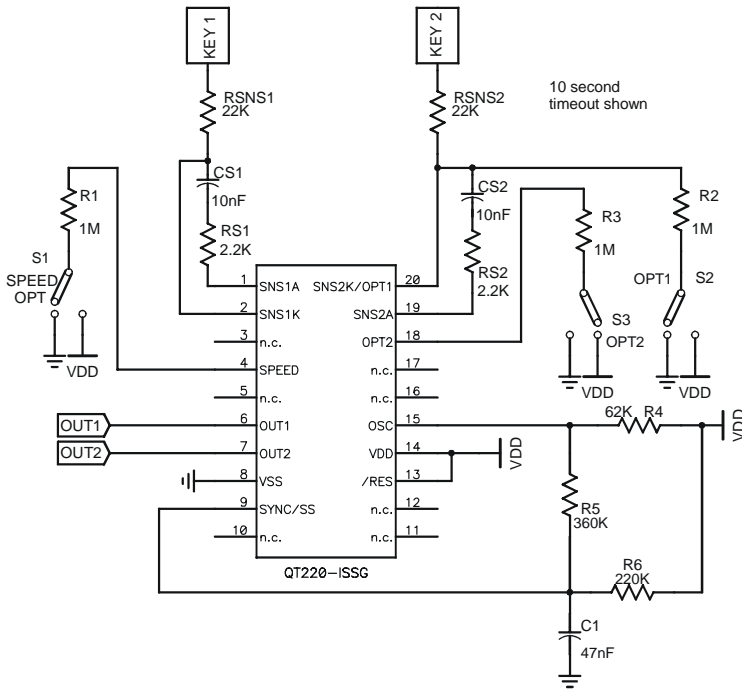 KEY 1
KEY 2
10 second
timeout shown
RSNS1
22K
RSNS2
22K
CS1
10nF
CS2
10nF
R1
1M
R2
1M
R3
1M
RS1
2.2K
RS2
2.2K
S1
SPEED
OPT
VDD
OPT1
S2
S3
OPT2
VDD
VDD
1 SNS1A
SNS2K/OPT1 20
2 SNS1K
SNS2A 19
3 n.c.
OPT2 18
4 SPEED
n.c. 17
5 n.c.
n.c. 16
6 OUT1
OSC 15
7 OUT2
VDD 14
8 VSS
/RES 13
9 SYNC/SS
n.c. 12
10 n.c.
n.c. 11
QT220-ISSG
OUT1
OUT2
VDD
62K R4
VDD
R5
360K
R6
220K
C1
47nF